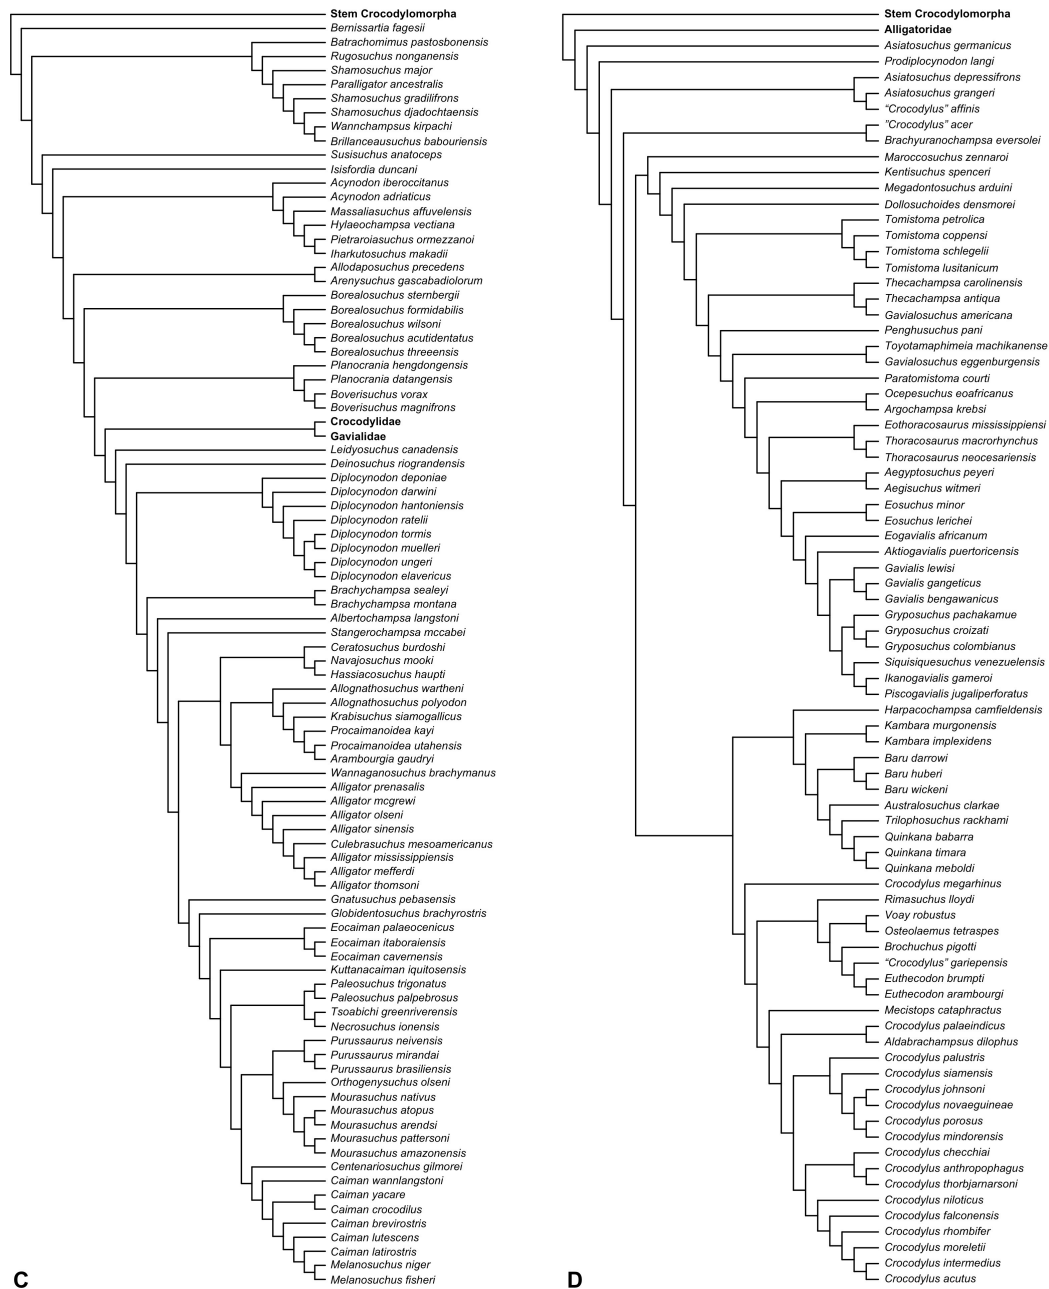 Stem Crocodylomorpha
Bernissartia fagesii
Batrachomimus pastosbonensis
Rugosuchus nonganensis
Shamosuchus major
Paralligator ancestralis
Shamosuchus gradilifrons
Shamosuchus djadochtaensis
Wannchampsus kirpachi
Brillanceausuchus babouriensis
Susisuchus anatoceps
Isisfordia duncani
Acynodon iberoccitanus
Acynodon adriaticus
Massaliasuchus affuvelensis
Hylaeochampsa vectiana
Pietraroiasuchus ormezzanoi
Iharkutosuchus makadii
Allodaposuchus precedens
Arenysuchus gascabadiolorum
Borealosuchus sternbergii
Borealosuchus formidabilis
Borealosuchus wilsoni
Borealosuchus acutidentatus
Borealosuchus threeensis
Planocrania hengdongensis
Planocrania datangensis
Boverisuchus vorax
Boverisuchus magnifrons
Crocodylidae
Gavialidae
Leidyosuchus canadensis
Deinosuchus riograndensis
Diplocynodon deponiae
Diplocynodon darwini
Diplocynodon hantoniensis
Diplocynodon ratelii
Diplocynodon tormis
Diplocynodon muelleri
Diplocynodon ungeri
Diplocynodon elavericus
Brachychampsa sealeyi
Brachychampsa montana
Albertochampsa langstoni
Stangerochampsa mccabei
Ceratosuchus burdoshi
Navajosuchus mooki
Hassiacosuchus haupti
Allognathosuchus wartheni
Allognathosuchus polyodon
Krabisuchus siamogallicus
Procaimanoidea kayi
Procaimanoidea utahensis
Arambourgia gaudryi
Wannaganosuchus brachymanus
Alligator prenasalis
Alligator mcgrewi
Alligator olseni
Alligator sinensis
Culebrasuchus mesoamericanus
Alligator mississippiensis
Alligator mefferdi
Alligator thomsoni
Gnatusuchus pebasensis
Globidentosuchus brachyrostris
Eocaiman palaeocenicus
Eocaiman itaboraiensis
Eocaiman cavernensis
Kuttanacaiman iquitosensis
Paleosuchus trigonatus
Paleosuchus palpebrosus
Tsoabichi greenriverensis
Necrosuchus ionensis
Purussaurus neivensis
Purussaurus mirandai
Purussaurus brasiliensis
Orthogenysuchus olseni
Mourasuchus nativus
Mourasuchus atopus
Mourasuchus arendsi
Mourasuchus pattersoni
Mourasuchus amazonensis
Centenariosuchus gilmorei
Caiman wannlangstoni
Caiman yacare
Caiman crocodilus
Caiman brevirostris
Caiman lutescens
Caiman latirostris
Melanosuchus niger
Melanosuchus fisheri
C
Stem Crocodylomorpha
Alligatoridae
Asiatosuchus germanicus
Prodiplocynodon langi
Asiatosuchus depressifrons
Asiatosuchus grangeri
“Crocodylus” affinis
”Crocodylus” acer
Brachyuranochampsa eversolei
Maroccosuchus zennaroi
Kentisuchus spenceri
Megadontosuchus arduini
Dollosuchoides densmorei
Tomistoma petrolica
Tomistoma coppensi
Tomistoma schlegelii
Tomistoma lusitanicum
Thecachampsa carolinensis
Thecachampsa antiqua
Gavialosuchus americana
Penghusuchus pani
Toyotamaphimeia machikanense
Gavialosuchus eggenburgensis
Paratomistoma courti
Ocepesuchus eoafricanus
Argochampsa krebsi
Eothoracosaurus mississippiensi
Thoracosaurus macrorhynchus
Thoracosaurus neocesariensis
Aegyptosuchus peyeri
Aegisuchus witmeri
Eosuchus minor
Eosuchus lerichei
Eogavialis africanum
Aktiogavialis puertoricensis
Gavialis lewisi
Gavialis gangeticus
Gavialis bengawanicus
Gryposuchus pachakamue
Gryposuchus croizati
Gryposuchus colombianus
Siquisiquesuchus venezuelensis
Ikanogavialis gameroi
Piscogavialis jugaliperforatus
Harpacochampsa camfieldensis
Kambara murgonensis
Kambara implexidens
Baru darrowi
Baru huberi
Baru wickeni
Australosuchus clarkae
Trilophosuchus rackhami
Quinkana babarra
Quinkana timara
Quinkana meboldi
Crocodylus megarhinus
Rimasuchus lloydi
Voay robustus
Osteolaemus tetraspes
Brochuchus pigotti
“Crocodylus” gariepensis
Euthecodon brumpti
Euthecodon arambourgi
Mecistops cataphractus
Crocodylus palaeindicus
Aldabrachampsus dilophus
Crocodylus palustris
Crocodylus siamensis
Crocodylus johnsoni
Crocodylus novaeguineae
Crocodylus porosus
Crocodylus mindorensis
Crocodylus checchiai
Crocodylus anthropophagus
Crocodylus thorbjarnarsoni
Crocodylus niloticus
Crocodylus falconensis
Crocodylus rhombifer
Crocodylus moreletii
Crocodylus intermedius
Crocodylus acutus
D